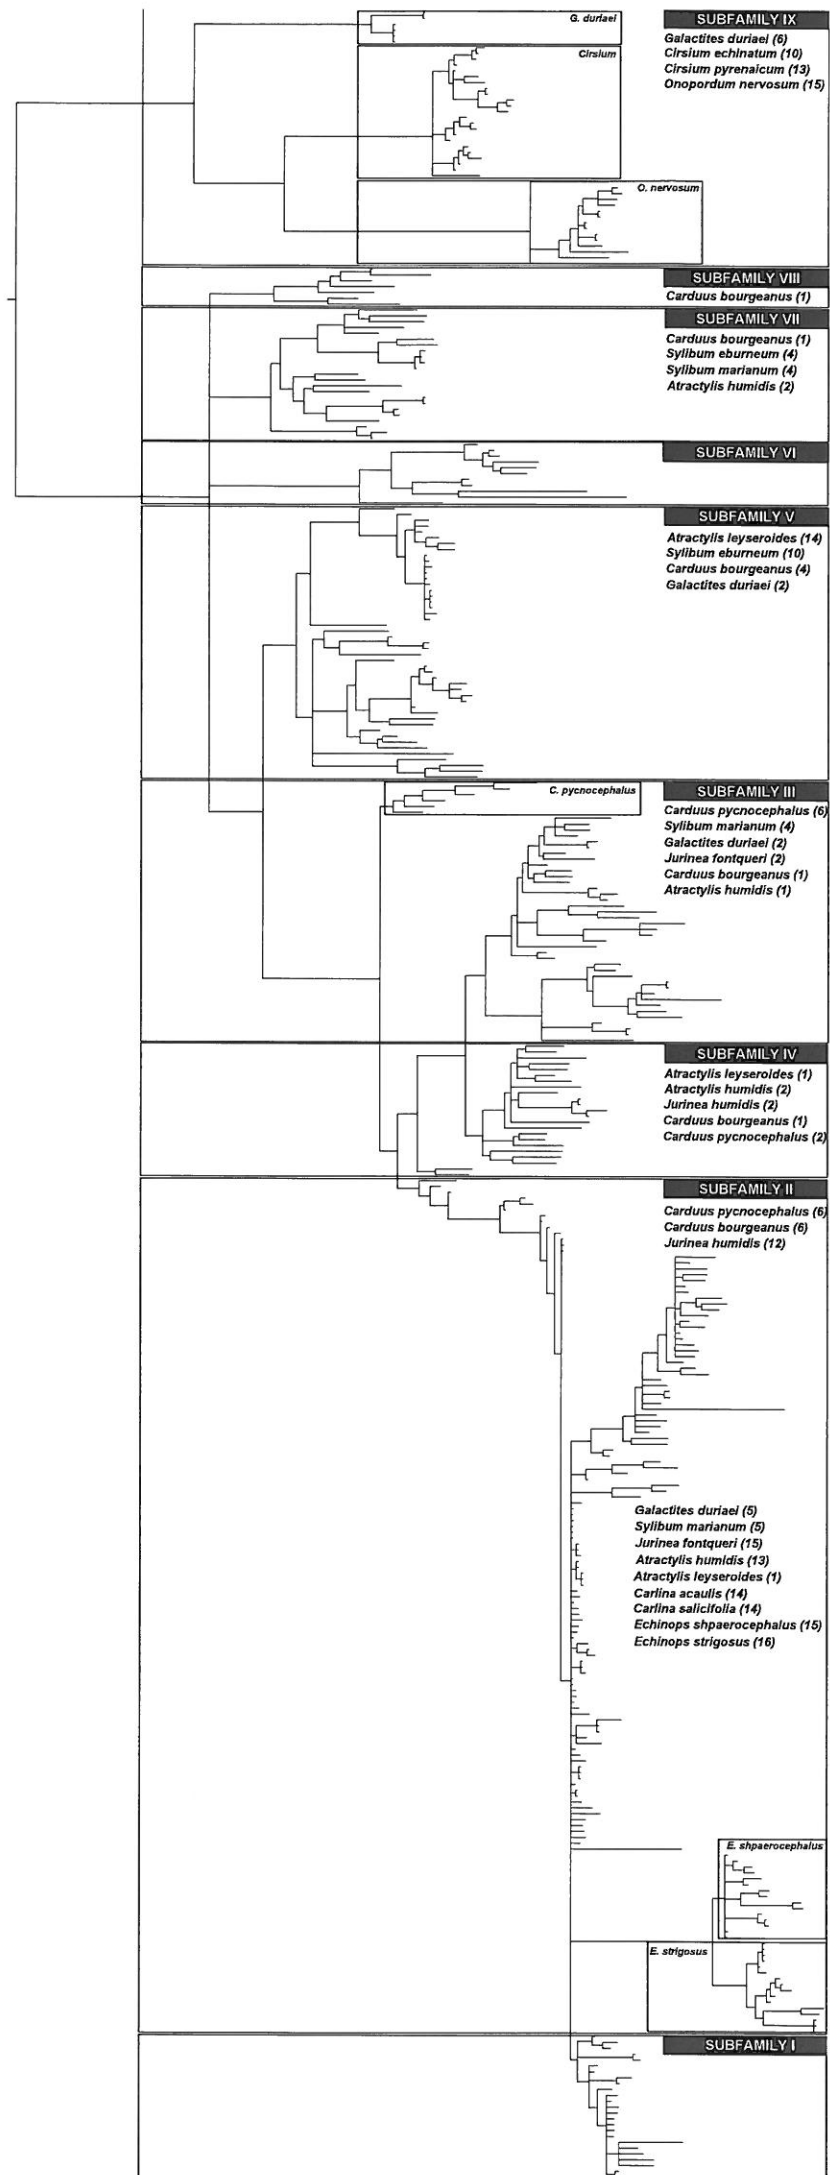 G. duriaei
SUBFAMILY IX
Galactites duriaei (6)
Cirsium echinatum (10)
Cirsium pyrenaicum (13)
Onopordum nervosum (15)
Cirsium
O. nervosum
SUBFAMILY VIII
Carduus bourgeanus (1)
SUBFAMILY VII
Carduus bourgeanus (1)
Sylibum eburneum (4)
Sylibum marianum (4)
Atractylis humidis (2)
SUBFAMILY VI
SUBFAMILY V
Atractylis leyseroides (14)
Sylibum eburneum (10)
Carduus bourgeanus (4)
Galactites duriaei (2)
C. pycnocephalus
SUBFAMILY III
Carduus pycnocephalus (6)
Sylibum marianum (4)
Galactites duriaei (2)
Jurinea fontqueri (2)
Carduus bourgeanus (1)
Atractylis humidis (1)
SUBFAMILY IV
Atractylis leyseroides (1)
Atractylis humidis (2)
Jurinea humidis (2)
Carduus bourgeanus (1)
Carduus pycnocephalus (2)
SUBFAMILY II
Carduus pycnocephalus (6)
Carduus bourgeanus (6)
Jurinea humidis (12)
Galactites duriaei (5)
Sylibum marianum (5)
Jurinea fontqueri (15)
Atractylis humidis (13)
Atractylis leyseroides (1)
Carlina acaulis (14)
Carlina salicifolia (14)
Echinops shpaerocephalus (15)
Echinops strigosus (16)
E. shpaerocephalus
E. strigosus
SUBFAMILY I